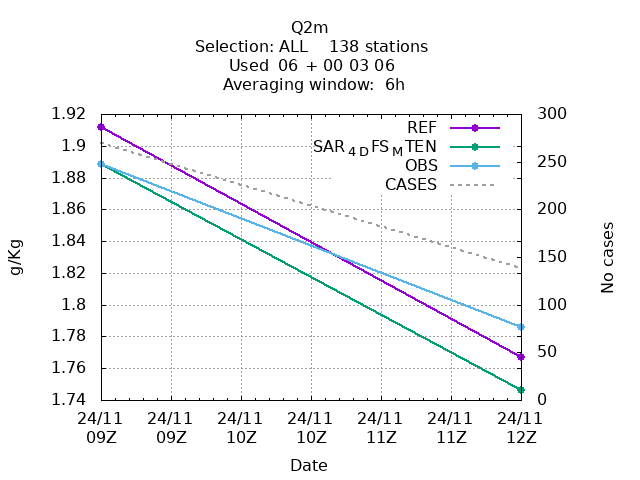 Q2m
Selection: ALL 138 stations
Used 06 + 00 03 06
Averaging window: 6h
1.92
1.9
1.88
1.86
1.84
1.82
1.8
1.78
1.76
1.74
g/Kg
300
250
200
150
100
50
0
No cases
REF
SAR4DFSMTEN
OBS
CASES
24/11 24/11 24/11 24/11 24/11 24/11 24/11
09Z 09Z 10Z 10Z 11Z 11Z 12Z
Date